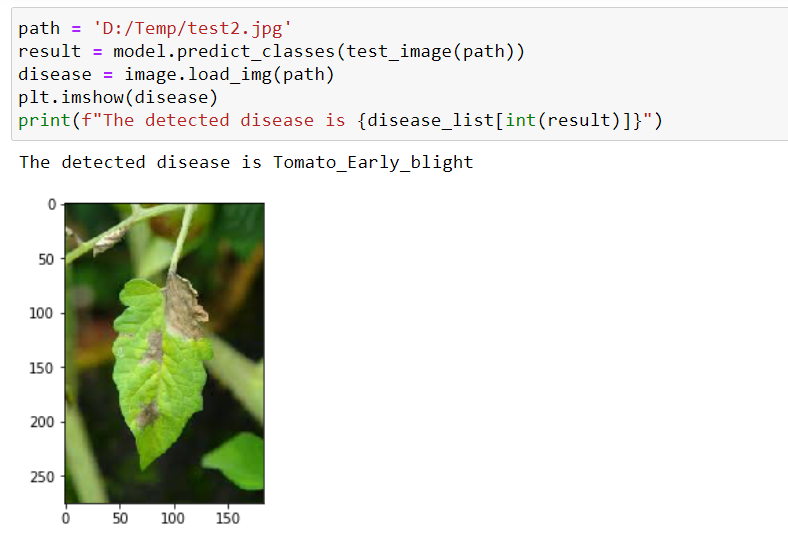 path = 'D:/Temp/test2.jpg'
result = model.predict_classes(test_image(path))
disease = image.load_img(path)
plt.imshow(disease)
print(f"The detected disease is {disease_list[int(result)]}")
The detected disease is Tomato_Early_blight
0
50
100
150
200
250
0 50 100 150